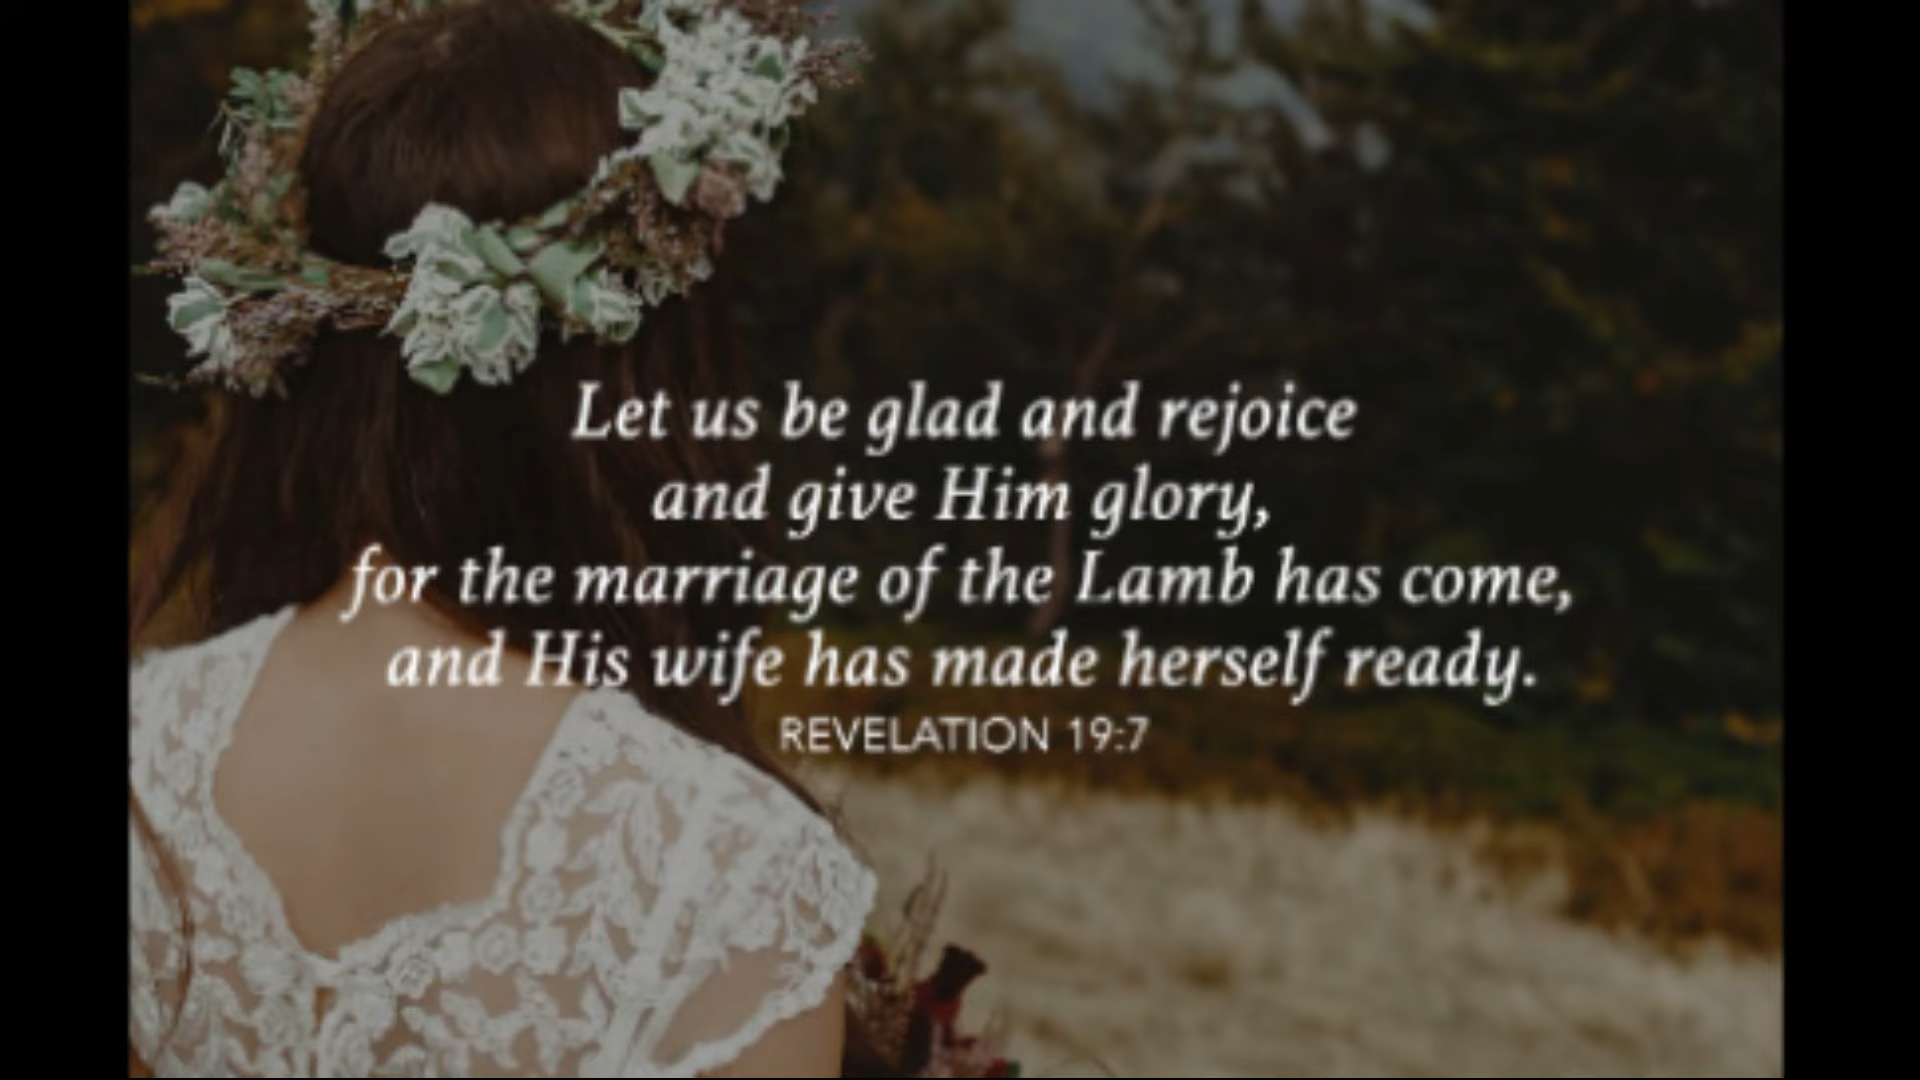 Let us be glad and rejoice
and give Him glory,
for the marriage of the Lamb has come,
and His wife has made herself ready.
REVELATION 19:7